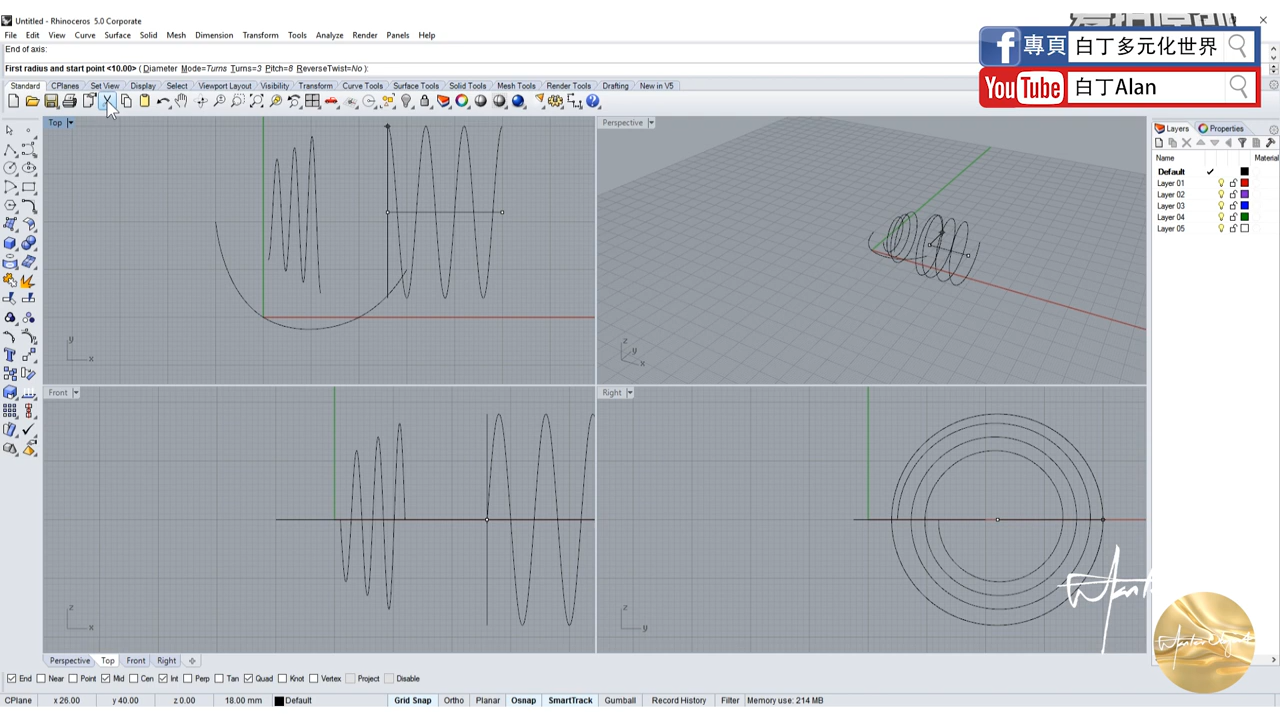 Untitled - Rhinoceros 5.0 Corporate
File Edit View Curve Surface Solid Mesh Dimension Transform Tools Analyze Render Panels Help
End of axis:
First radius and start point <10.00> ( Diameter Mode=Turns Turns=3 Pitch=6 ReverseTwist=No ):
專頁 白丁多元化世界
YouTube 白丁Alan
Standard CPlanes Set View Display Select Viewport Layout Visibility Transform Curve Tools Surface Tools Solid Tools Mesh Tools Render Tools Drafting New in V5
Top
Perspective
Layers Properties
Name Material
Default
Layer 01
Layer 02
Layer 03
Layer 04
Layer 05
y
x
z
y
x
Front
Right
z
x
z
y
Perspective Top Front Right
End Near Point Mid Cen Int Perp Tan Quad Knot Vertex Project Disable
CPlane x 26.00 y 40.00 z 0.00 18.00 mm Default Grid Snap Ortho Planar Osnap SmartTrack Gumball Record History Filter Memory use: 214 MB